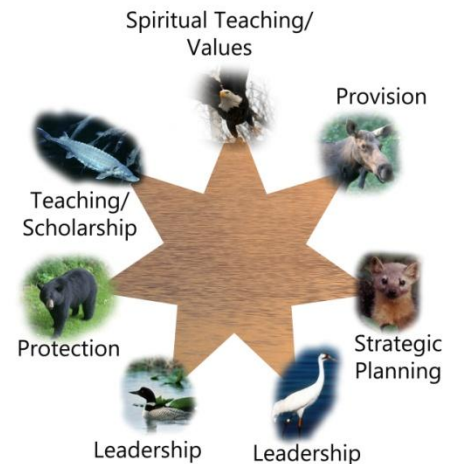 Spiritual Teaching/
Values
Provision
Teaching/
Scholarship
Protection
Strategic
Planning
Leadership
Leadership